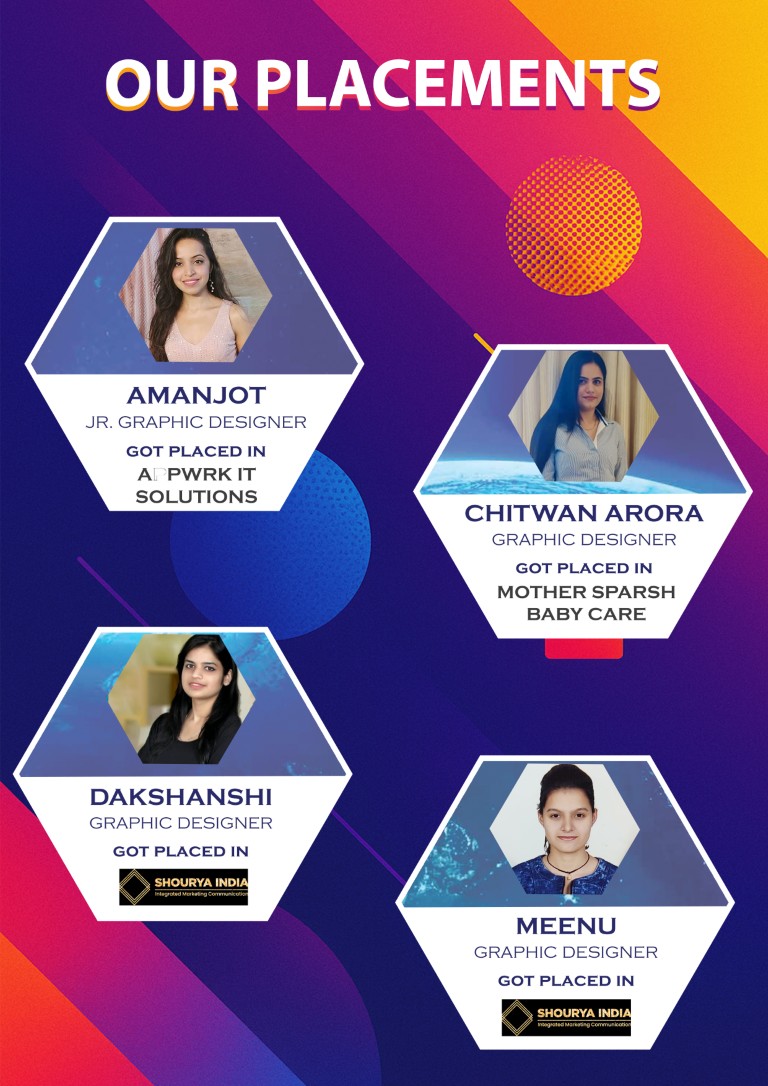 OUR PLACEMENTS
AMANJOT
JR. GRAPHIC DESIGNER
GOT PLACED IN
APPWRK IT
SOLUTIONS
CHITWAN ARORA
GRAPHIC DESIGNER
GOT PLACED IN
MOTHER SPARSH
BABY CARE
DAKSHANSHI
GRAPHIC DESIGNER
GOT PLACED IN
SHOURYA INDIA
Integrated Marketing Communication
MEENU
GRAPHIC DESIGNER
GOT PLACED IN
SHOURYA INDIA
Integrated Marketing Communication